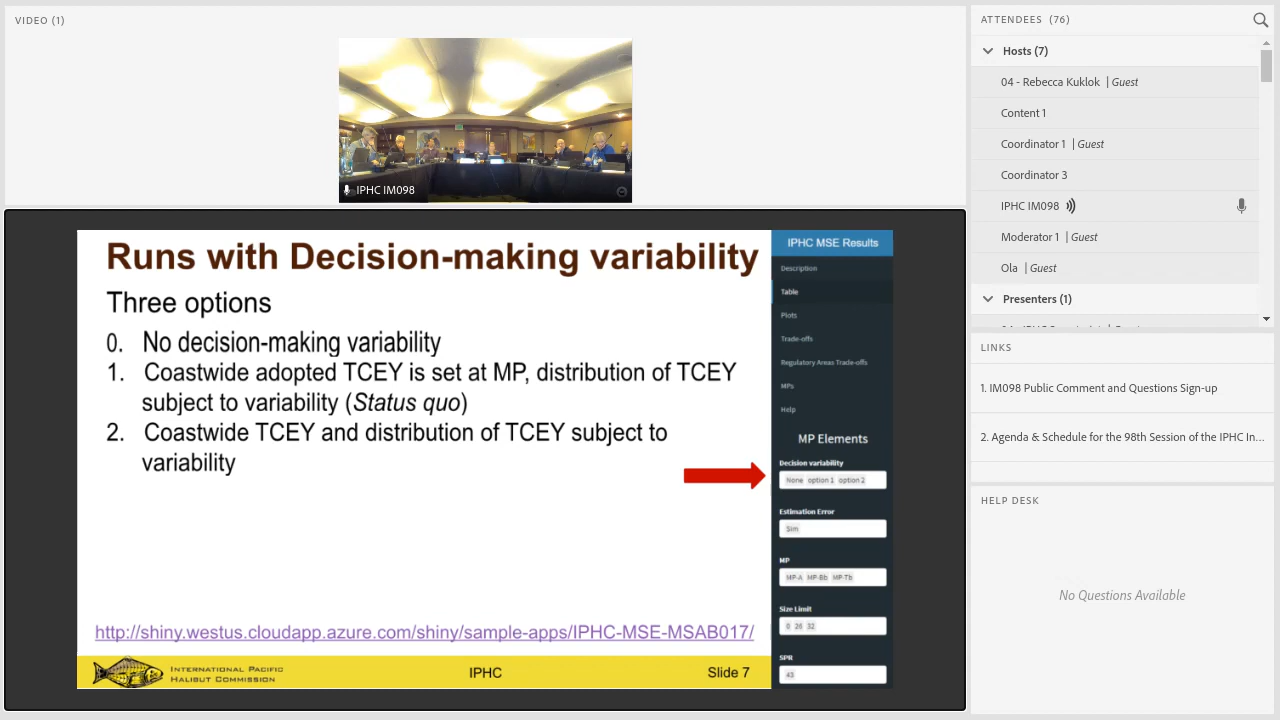 VIDEO (1)
IPHC IM098
Runs with Decision-making variability
Three options
0. No decision-making variability
1. Coastwide adopted TCEY is set at MP, distribution of TCEY
subject to variability (Status quo)
2. Coastwide TCEY and distribution of TCEY subject to
variability
http://shiny.westus.cloudapp.azure.com/shiny/sample-apps/IPHC-MSE-MSAB017/
INTERNATIONAL PACIFIC
HALIBUT COMMISSION
IPHC
Slide 7
IPHC MSE Results
Description
Table
Plots
Trade-offs
Regulatory Areas Trade-offs
MPs
Help
MP Elements
Decision variability
None option 1 option 2
Estimation Error
Sim
MP
MP-A MP-Bb MP-Tb
Size Limit
0 26 32
SPR
43
ATTENDEES (76)
Hosts (7)
04 - Rebecca Kuklok | Guest
Content 1
Content 1 | Guest
Coordinator 3
IPHC IM098
Moderator 1 | Guest
Ola | Guest
Presenters (1)
LINKS
1. IM098 Public Comment and Questions Sign-up
2. Agenda & Schedule for the 98th Session of the IPHC In...
HELP DESK
No Questions Available